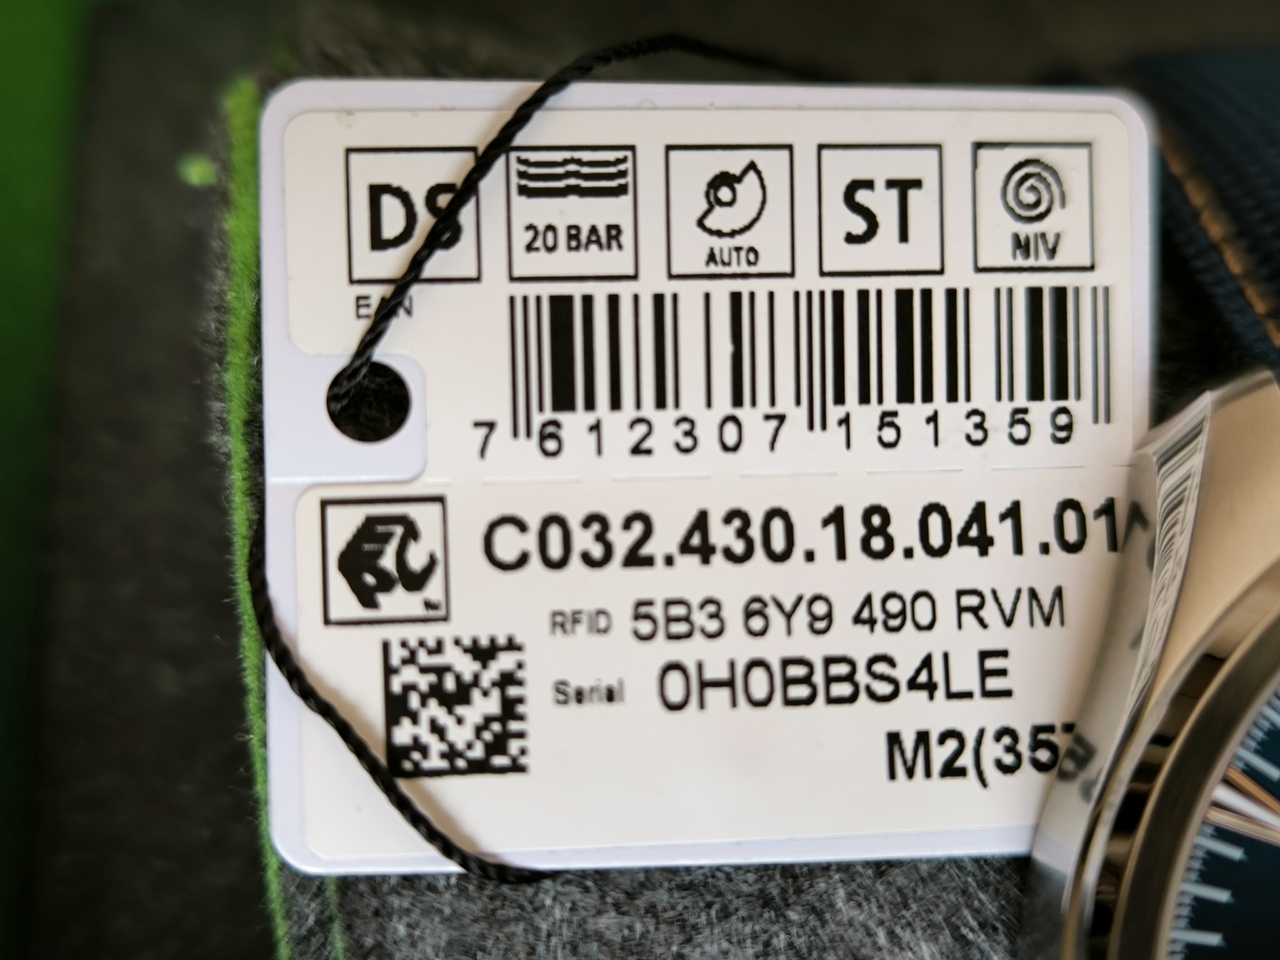 DS 20 BAR AUTO ST NIV
EAN
7 612307 151359
C032.430.18.041.01
RFID 5B3 6Y9 490 RVM
Serial 0H0BBS4LE
M2(357